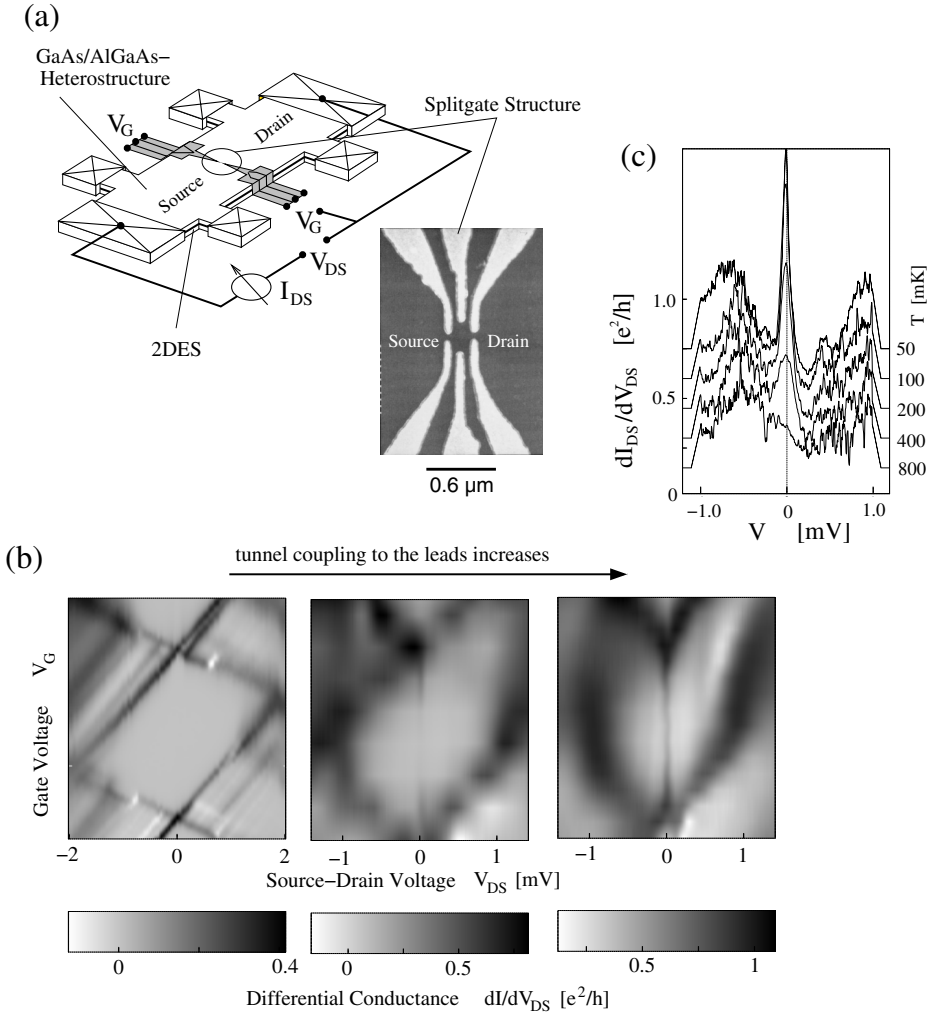 (a)
GaAs/AlGaAs−
Heterostructure
Splitgate Structure
V_G
Drain
Source
V_G
V_DS
I_DS
2DES
Source Drain
0.6 µm
(c)
dI_DS/dV_DS [e²/h]
1.0
0.5
0
T [mK]
50
100
200
400
800
−1.0 0 1.0
V [mV]
(b)
tunnel coupling to the leads increases
Gate Voltage V_G
−2 0 2
−1 0 1
−1 0 1
Source−Drain Voltage V_DS [mV]
0 0.4
0 0.5
0.5 1
Differential Conductance dI/dV_DS [e²/h]